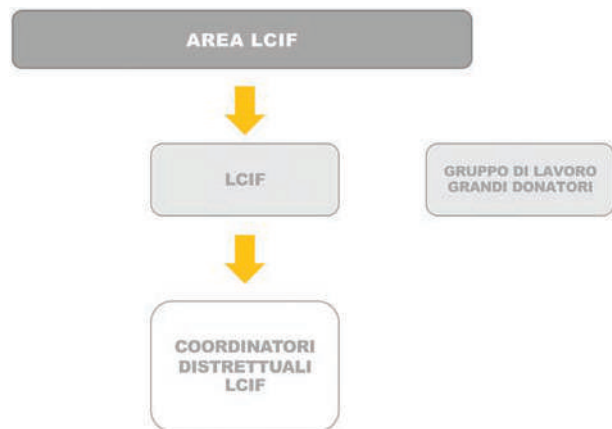 AREA LCIF
LCIF
GRUPPO DI LAVORO
GRANDI DONATORI
COORDINATORI
DISTRETTUALI
LCIF